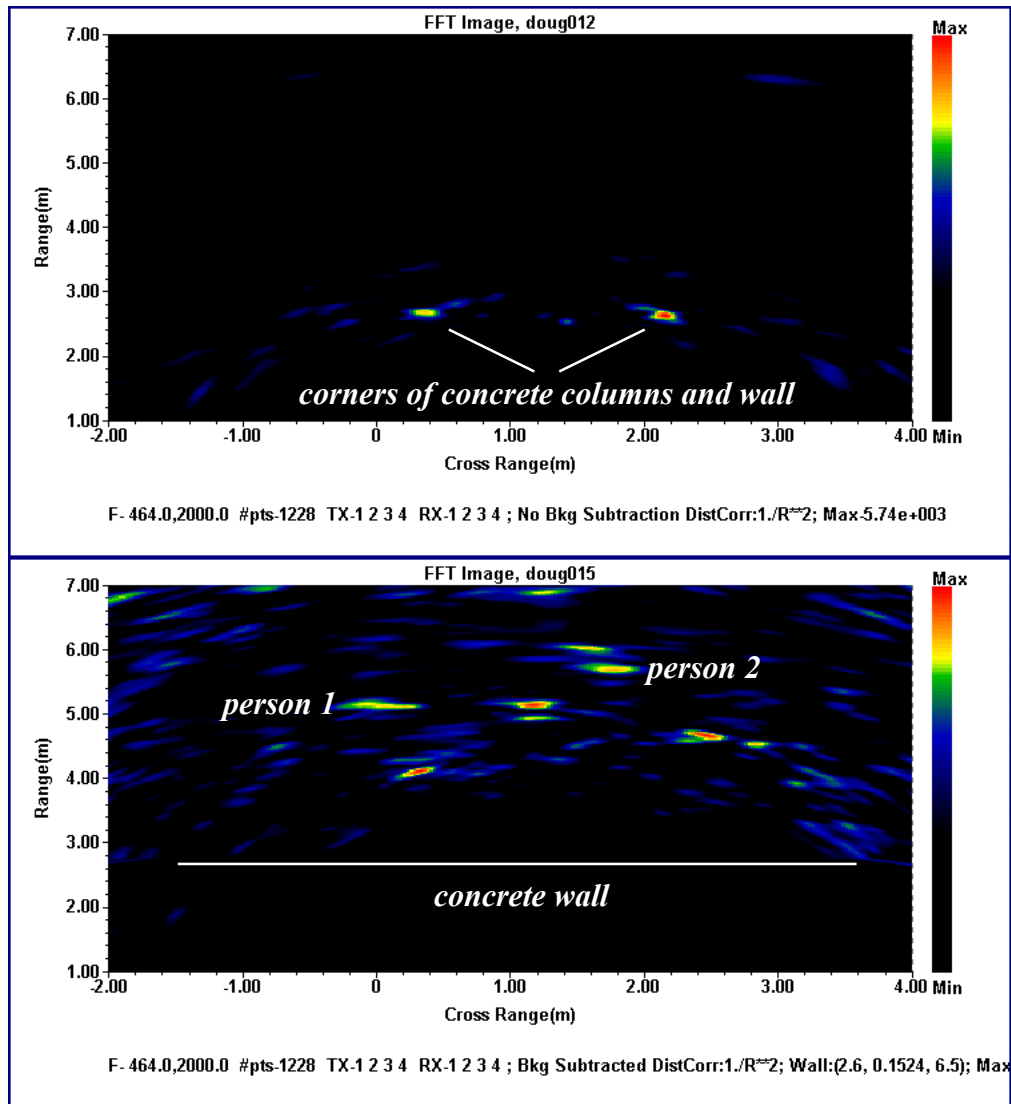 FFT Image, doug012
Max
7.00
6.00
5.00
4.00
3.00
2.00
1.00
Range(m)
corners of concrete columns and wall
-2.00 -1.00 0 1.00 2.00 3.00 4.00 Min
Cross Range(m)
F- 464.0,2000.0 #pts-1228 TX-1 2 3 4 RX-1 2 3 4 ; No Bkg Subtraction DistCorr:1./R**2; Max-5.74e+003
FFT Image, doug015
Max
7.00
6.00
5.00
4.00
3.00
2.00
1.00
Range(m)
person 2
person 1
concrete wall
-2.00 -1.00 0 1.00 2.00 3.00 4.00 Min
Cross Range(m)
F- 464.0,2000.0 #pts-1228 TX-1 2 3 4 RX-1 2 3 4 ; Bkg Subtracted DistCorr:1./R**2; Wall:(2.6, 0.1524, 6.5); Max